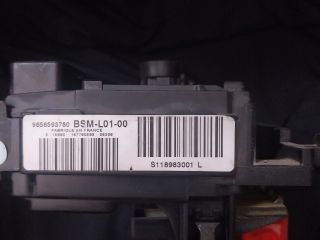 9656593780 BSM-L01-00
FABRIQUE EN FRANCE
S118983001 L